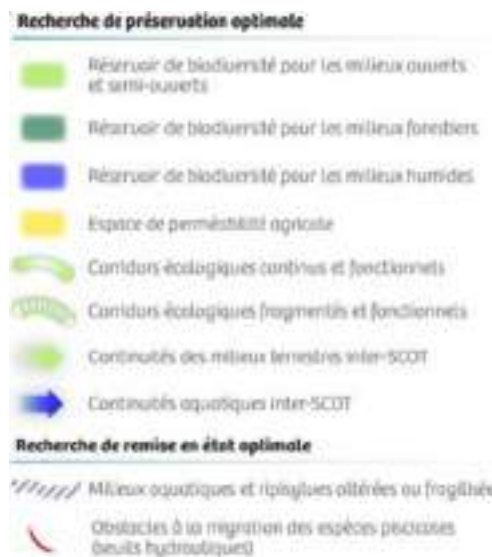 Recherche de préservation optimale
Réservoir de biodiversité pour les milieux ouverts
et semi-ouverts
Réservoir de biodiversité pour les milieux forestiers
Réservoir de biodiversité pour les milieux humides
Espace de perméabilité agricole
Corridors écologiques continus et fonctionnels
Corridors écologiques fragmentés et fonctionnels
Continuités des milieux terrestres inter-SCOT
Continuités aquatiques inter-SCOT
Recherche de remise en état optimale
Milieux aquatiques et ripisylves altérées ou fragilisée
Obstacles à la migration des espèces piscicoles
(seuils hydrauliques)